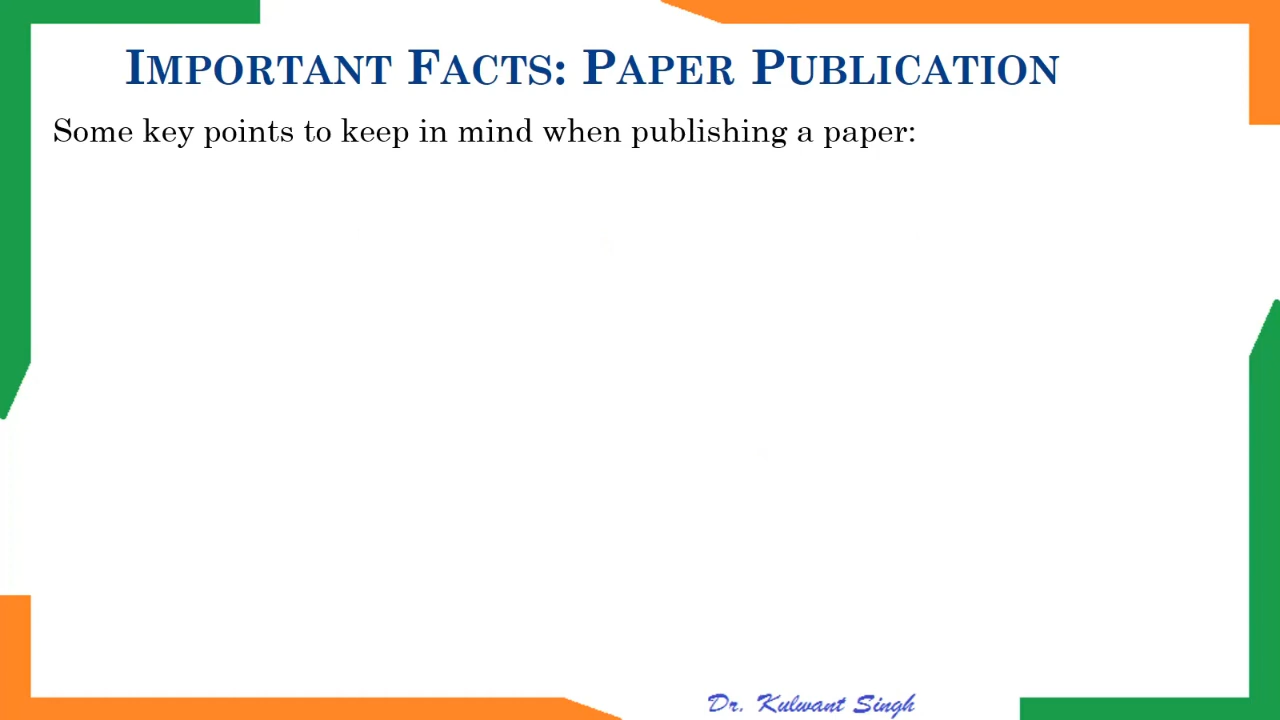 Important Facts: Paper Publication
Some key points to keep in mind when publishing a paper:
Dr. Kulwant Singh